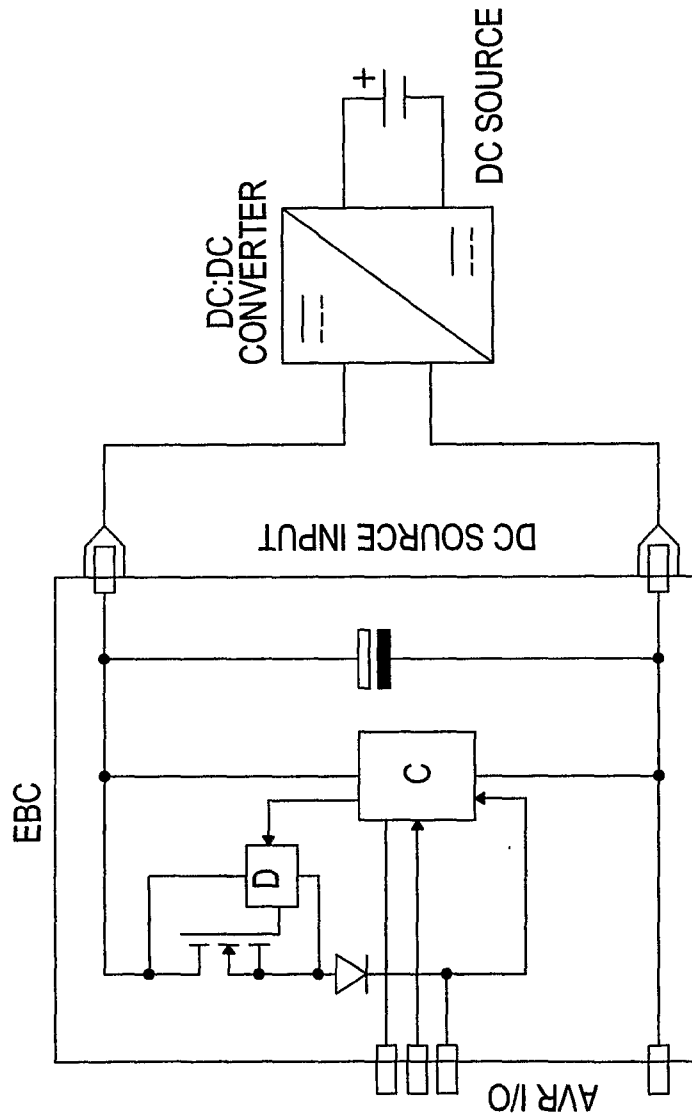 EBC
AVR I/O
D
C
DC SOURCE INPUT
DC:DC
CONVERTER
+
DC SOURCE